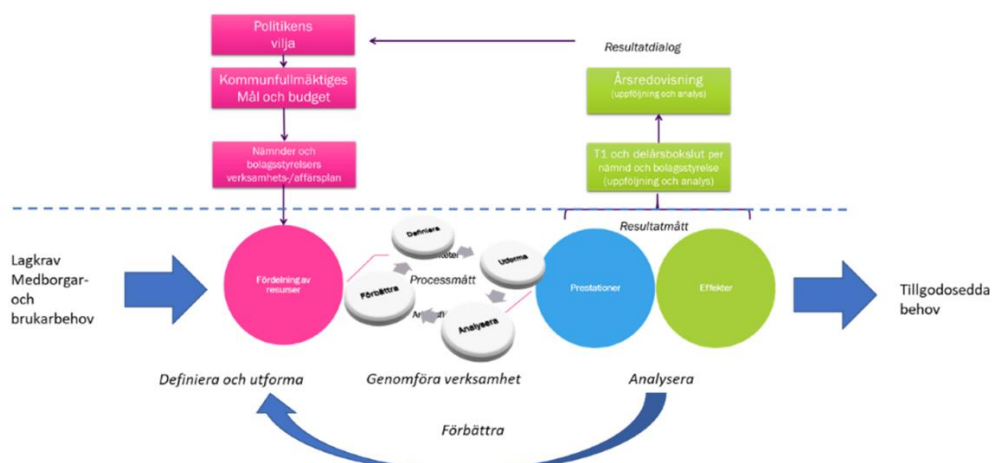 Politikens
vilja
Resultatdialog
Kommunfullmäktiges
Mål och budget
Årsredovisning
(uppföljning och analys)
Nämnder och
bolagsstyrelsers
verksamhets-/affärsplan
T1 och delårsbokslut per
nämnd och bolagsstyrelse
(uppföljning och analys)
Resultatmått
Lagkrav
Medborgar-
och
brukarbehov
Fördelning av
resurser
Definiera
Utforma
Processmått
Förbättra
Analysera
Prestationer
Effekter
Tillgodosedda
behov
Definiera och utforma
Genomföra verksamhet
Analysera
Förbättra